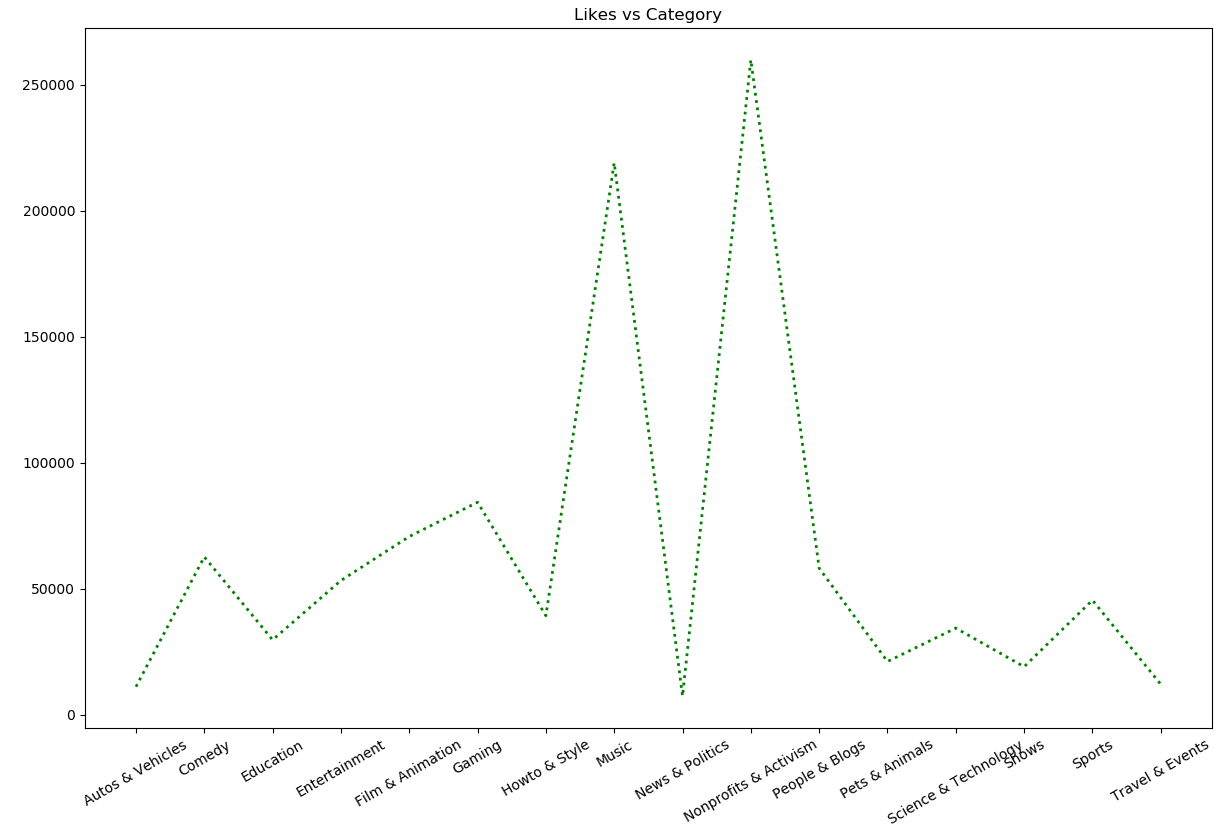 Likes vs Category
250000
200000
150000
100000
50000
0
Autos & Vehicles
Comedy
Education
Entertainment
Film & Animation
Gaming
Howto & Style
Music
News & Politics
Nonprofits & Activism
People & Blogs
Pets & Animals
Science & Technology
Shows
Sports
Travel & Events